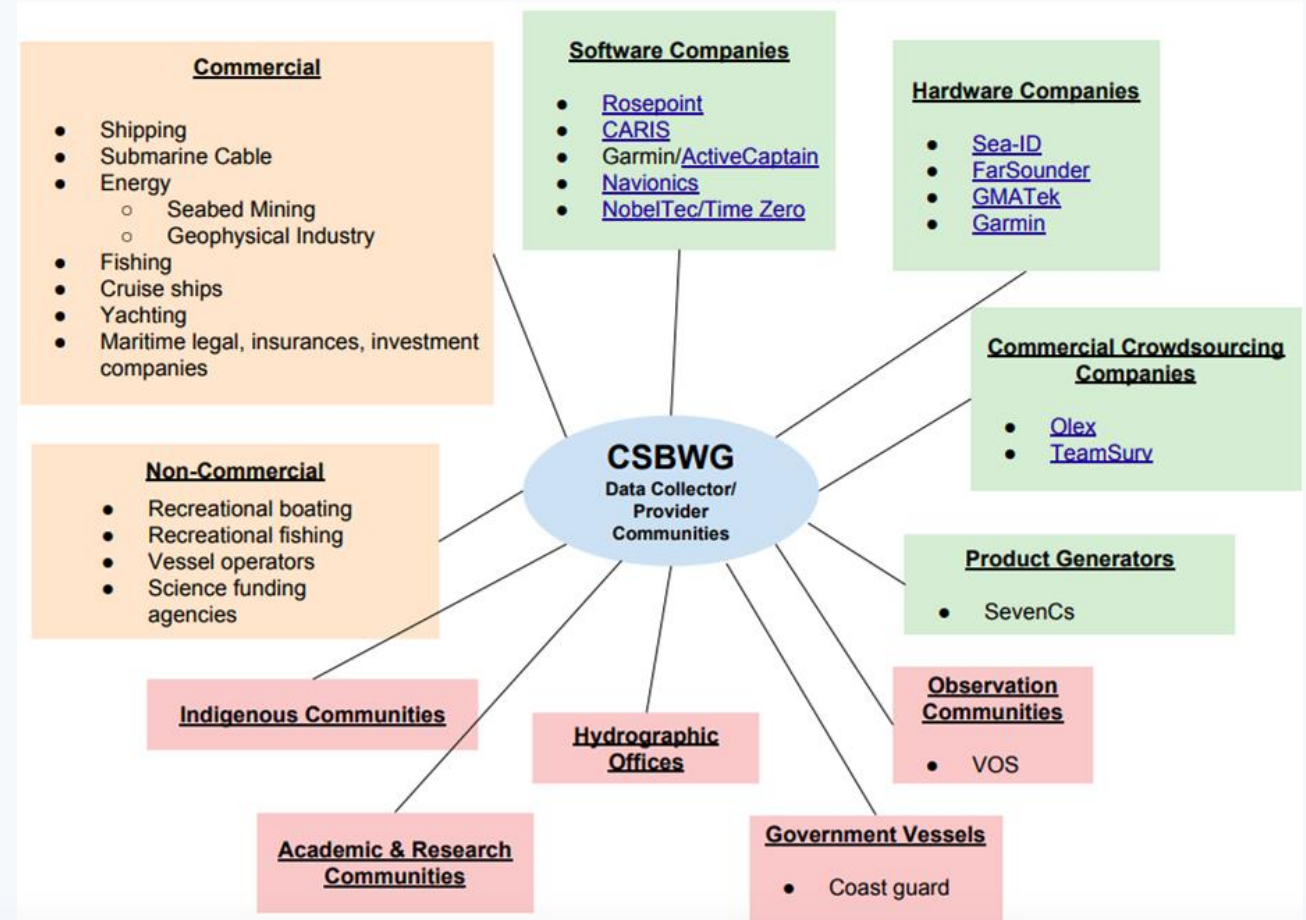 Commercial
● Shipping
● Submarine Cable
● Energy
○ Seabed Mining
○ Geophysical Industry
● Fishing
● Cruise ships
● Yachting
● Maritime legal, insurances, investment
companies
Software Companies
● Rosepoint
● CARIS
● Garmin/ActiveCaptain
● Navionics
● NobelTec/Time Zero
Hardware Companies
● Sea-ID
● FarSounder
● GMATek
● Garmin
Commercial Crowdsourcing
Companies
● Olex
● TeamSurv
CSBWG
Data Collector/
Provider
Communities
Non-Commercial
● Recreational boating
● Recreational fishing
● Vessel operators
● Science funding
agencies
Product Generators
● SevenCs
Indigenous Communities
Hydrographic
Offices
Observation
Communities
● VOS
Academic & Research
Communities
Government Vessels
● Coast guard